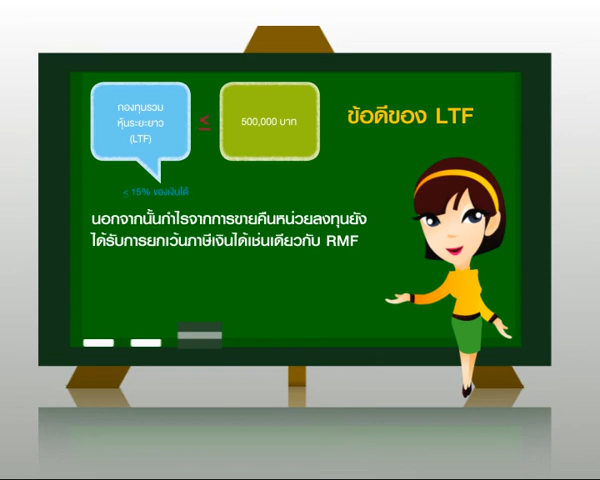 กองทุนรวม
หุ้นระยะยาว
(LTF)
≤
500,000 บาท
ข้อดีของ LTF
≤ 15% ของเงินได้
นอกจากนั้นกำไรจากการขายคืนหน่วยลงทุนยัง
ได้รับการยกเว้นภาษีเงินได้เช่นเดียวกับ RMF